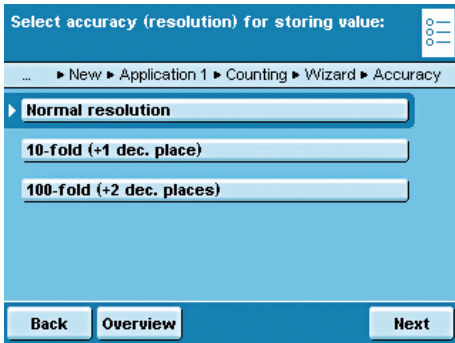 Select accuracy (resolution) for storing value:
... ▸ New ▸ Application 1 ▸ Counting ▸ Wizard ▸ Accuracy
Normal resolution
10-fold (+1 dec. place)
100-fold (+2 dec. places)
Back Overview Next